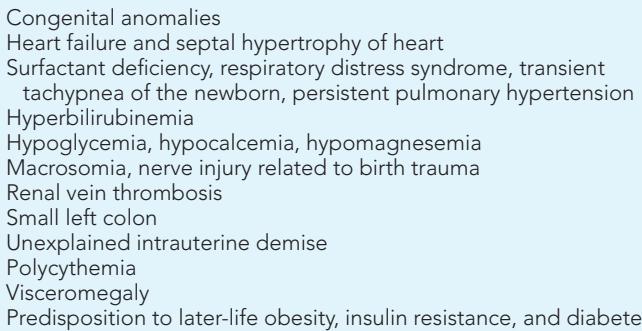 Congenital anomalies
Heart failure and septal hypertrophy of heart
Surfactant deficiency, respiratory distress syndrome, transient
tachypnea of the newborn, persistent pulmonary hypertension
Hyperbilirubinemia
Hypoglycemia, hypocalcemia, hypomagnesemia
Macrosomia, nerve injury related to birth trauma
Renal vein thrombosis
Small left colon
Unexplained intrauterine demise
Polycythemia
Visceromegaly
Predisposition to later-life obesity, insulin resistance, and diabete